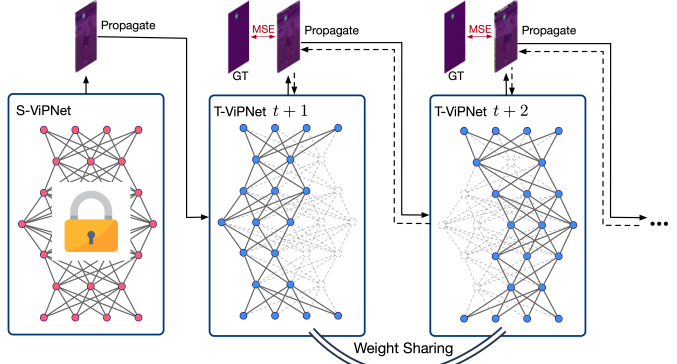 Propagate
MSE
Propagate
MSE
Propagate
GT
GT
S-ViPNet
T-ViPNet t + 1
T-ViPNet t + 2
...
Weight Sharing